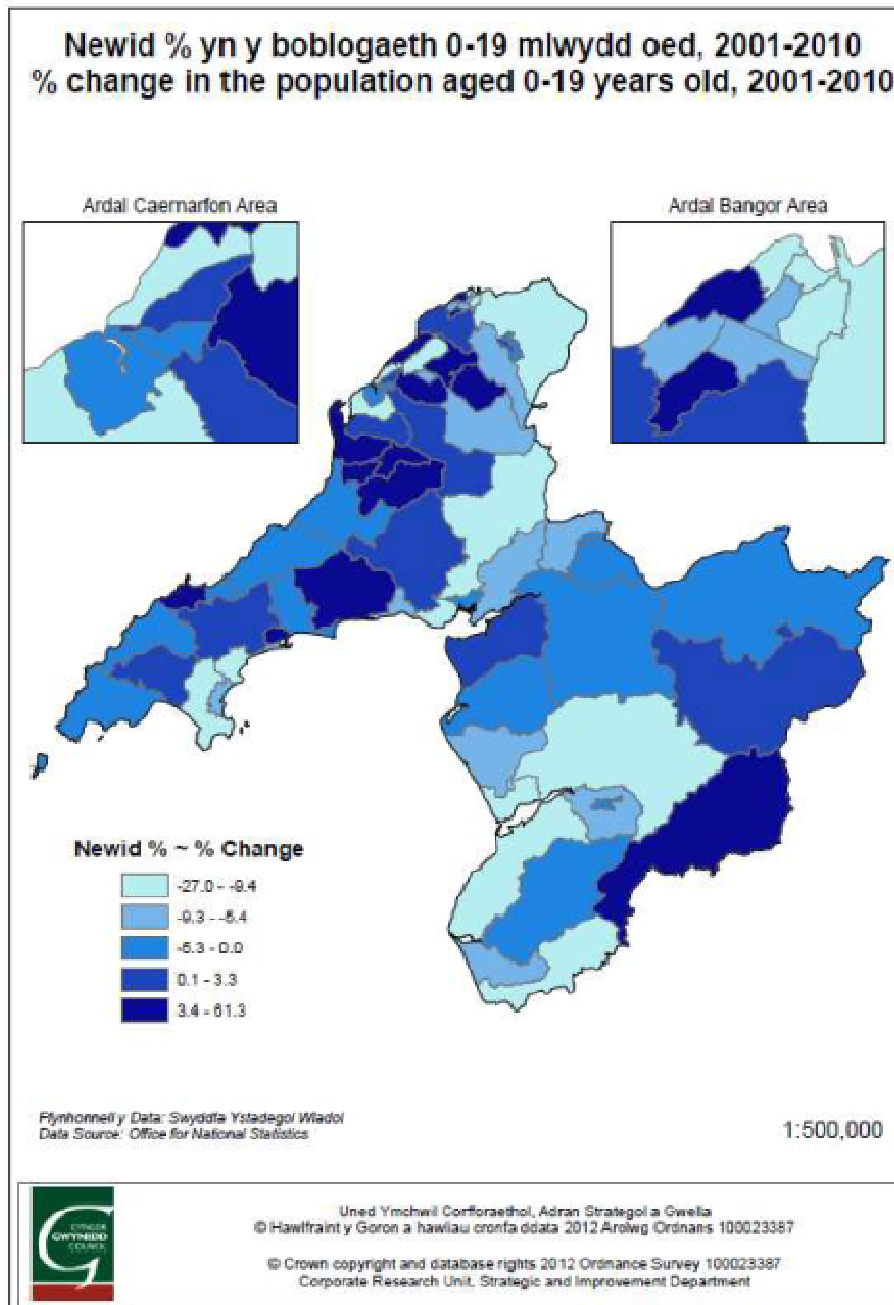 Newid % yn y boblogaeth 0-19 mlwydd oed, 2001-2010
% change in the population aged 0-19 years old, 2001-2010
Ardal Caernarfon Area
Ardal Bangor Area
Newid % ~ % Change
-27.0 - -9.4
-9.3 - -5.4
-5.3 - 0.0
0.1 - 3.3
3.4 - 61.3
Ffynhonnell y Data: Swyddfa Ystadegol Wladol
Data Source: Office for National Statistics
1:500,000
CYNGOR
GWYNEDD
COUNCIL
Uned Ymchwil Corfforaethol, Adran Strategol a Gwella
© Hawlfraint y Goron a hawliau cronfa ddata 2012 Arolwg Ordnans 100023387
© Crown copyright and database rights 2012 Ordnance Survey 100023387
Corporate Research Unit, Strategic and Improvement Department